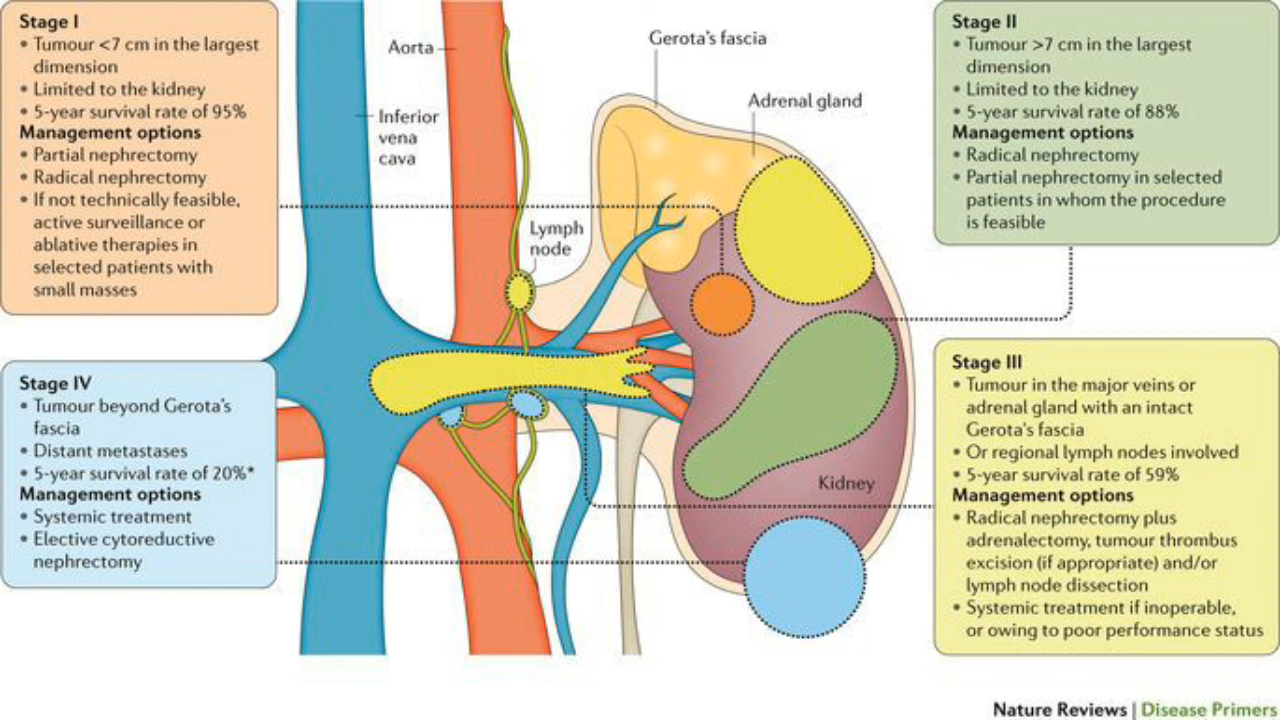 Stage I
• Tumour <7 cm in the largest
dimension
• Limited to the kidney
• 5-year survival rate of 95%
Management options
• Partial nephrectomy
• Radical nephrectomy
• If not technically feasible,
active surveillance or
ablative therapies in
selected patients with
small masses
Stage IV
• Tumour beyond Gerota's
fascia
• Distant metastases
• 5-year survival rate of 20%*
Management options
• Systemic treatment
• Elective cytoreductive
nephrectomy
Aorta
Inferior
vena
cava
Lymph
node
Gerota's fascia
Adrenal gland
Kidney
Stage II
• Tumour >7 cm in the largest
dimension
• Limited to the kidney
• 5-year survival rate of 88%
Management options
• Radical nephrectomy
• Partial nephrectomy in selected
patients in whom the procedure
is feasible
Stage III
• Tumour in the major veins or
adrenal gland with an intact
Gerota's fascia
• Or regional lymph nodes involved
• 5-year survival rate of 59%
Management options
• Radical nephrectomy plus
adrenalectomy, tumour thrombus
excision (if appropriate) and/or
lymph node dissection
• Systemic treatment if inoperable,
or owing to poor performance status
Nature Reviews | Disease Primers